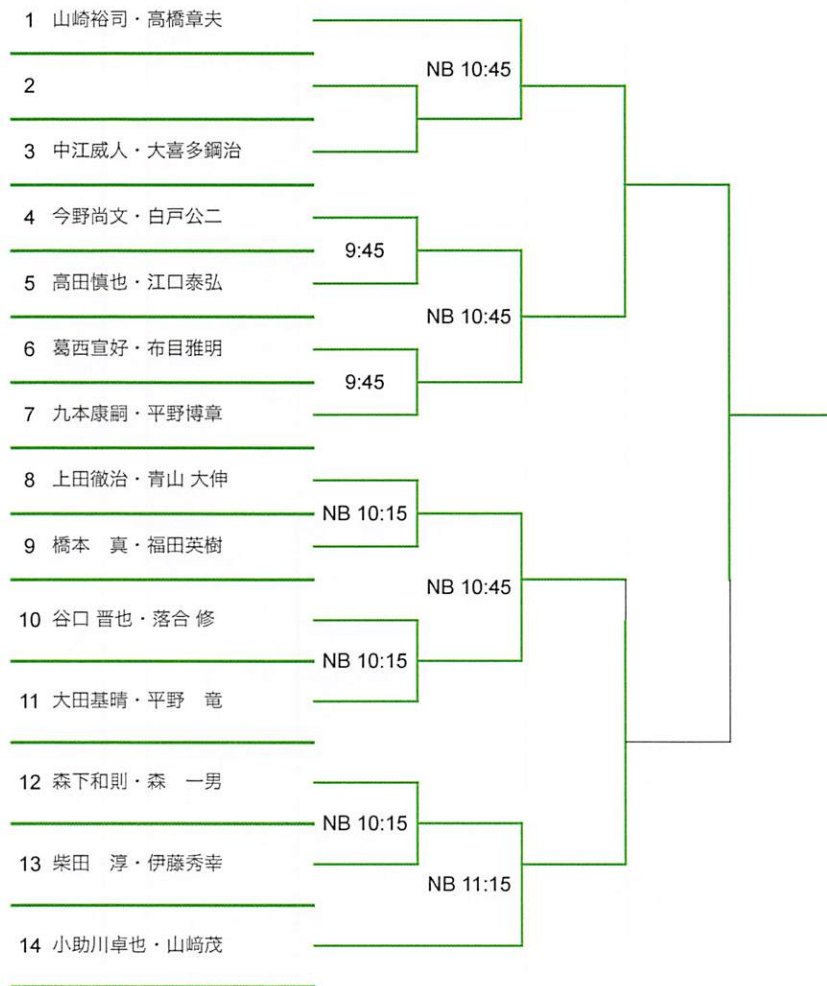 1 山崎裕司・高橋章夫
NB 10:45
2
3 中江威人・大喜多鋼治
4 今野尚文・白戸公二
9:45
5 高田慎也・江口泰弘
NB 10:45
6 葛西宣好・布目雅明
9:45
7 九本康嗣・平野博章
8 上田徹治・青山 大伸
NB 10:15
9 橋本　真・福田英樹
NB 10:45
10 谷口 晋也・落合 修
NB 10:15
11 大田基晴・平野　竜
12 森下和則・森　一男
NB 10:15
13 柴田　淳・伊藤秀幸
NB 11:15
14 小助川卓也・山﨑茂